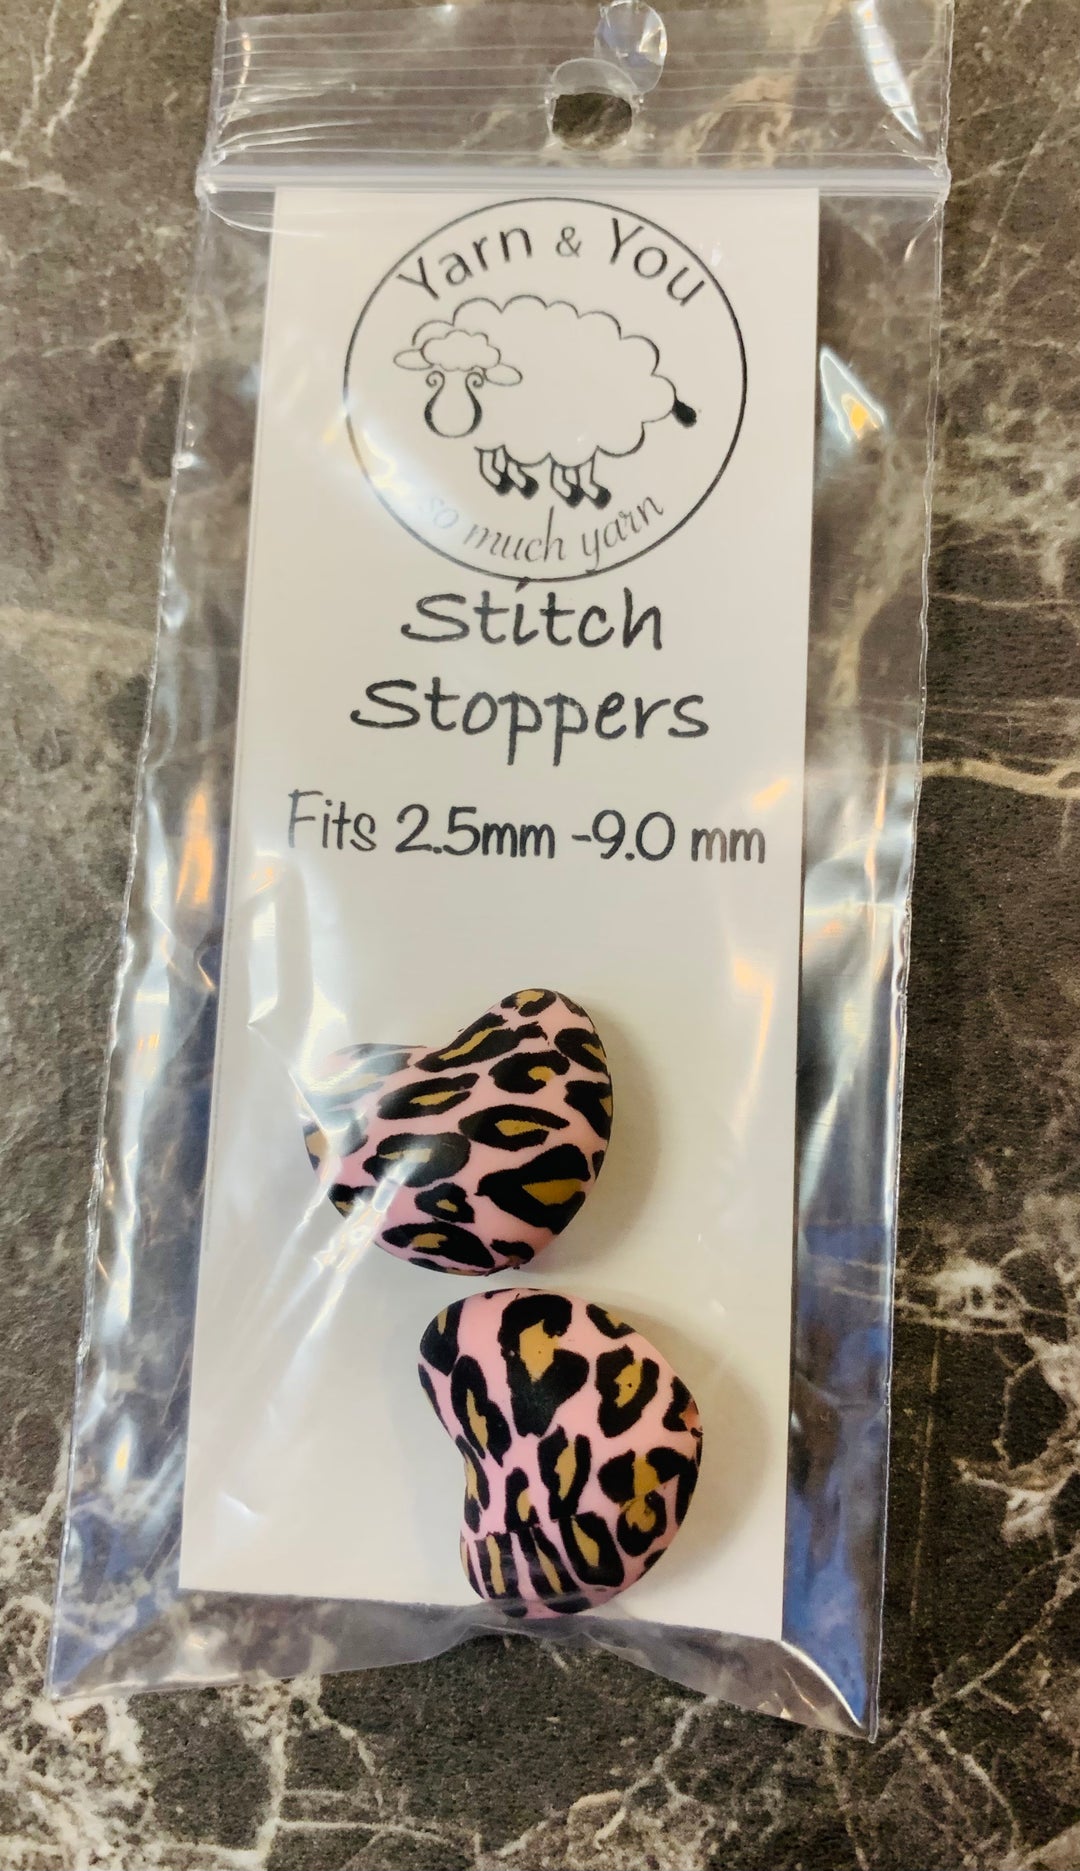 Yarn & You
so much yarn
Stitch
Stoppers
Fits 2.5mm -9.0 mm